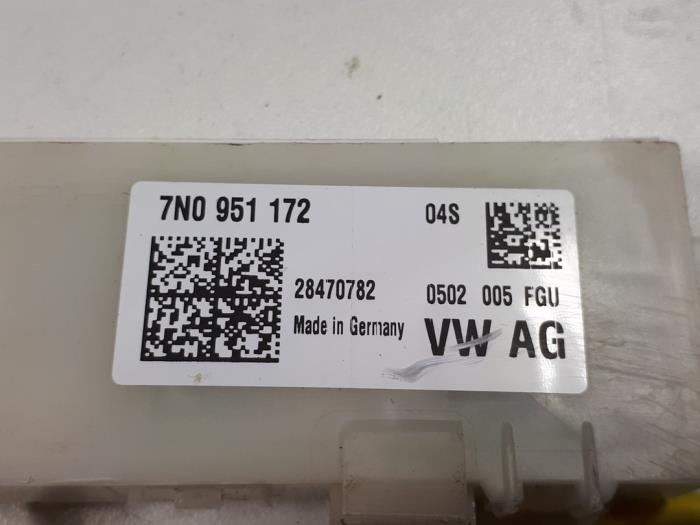 7N0 951 172 04S
28470782 0502 005 FGU
Made in Germany VW AG